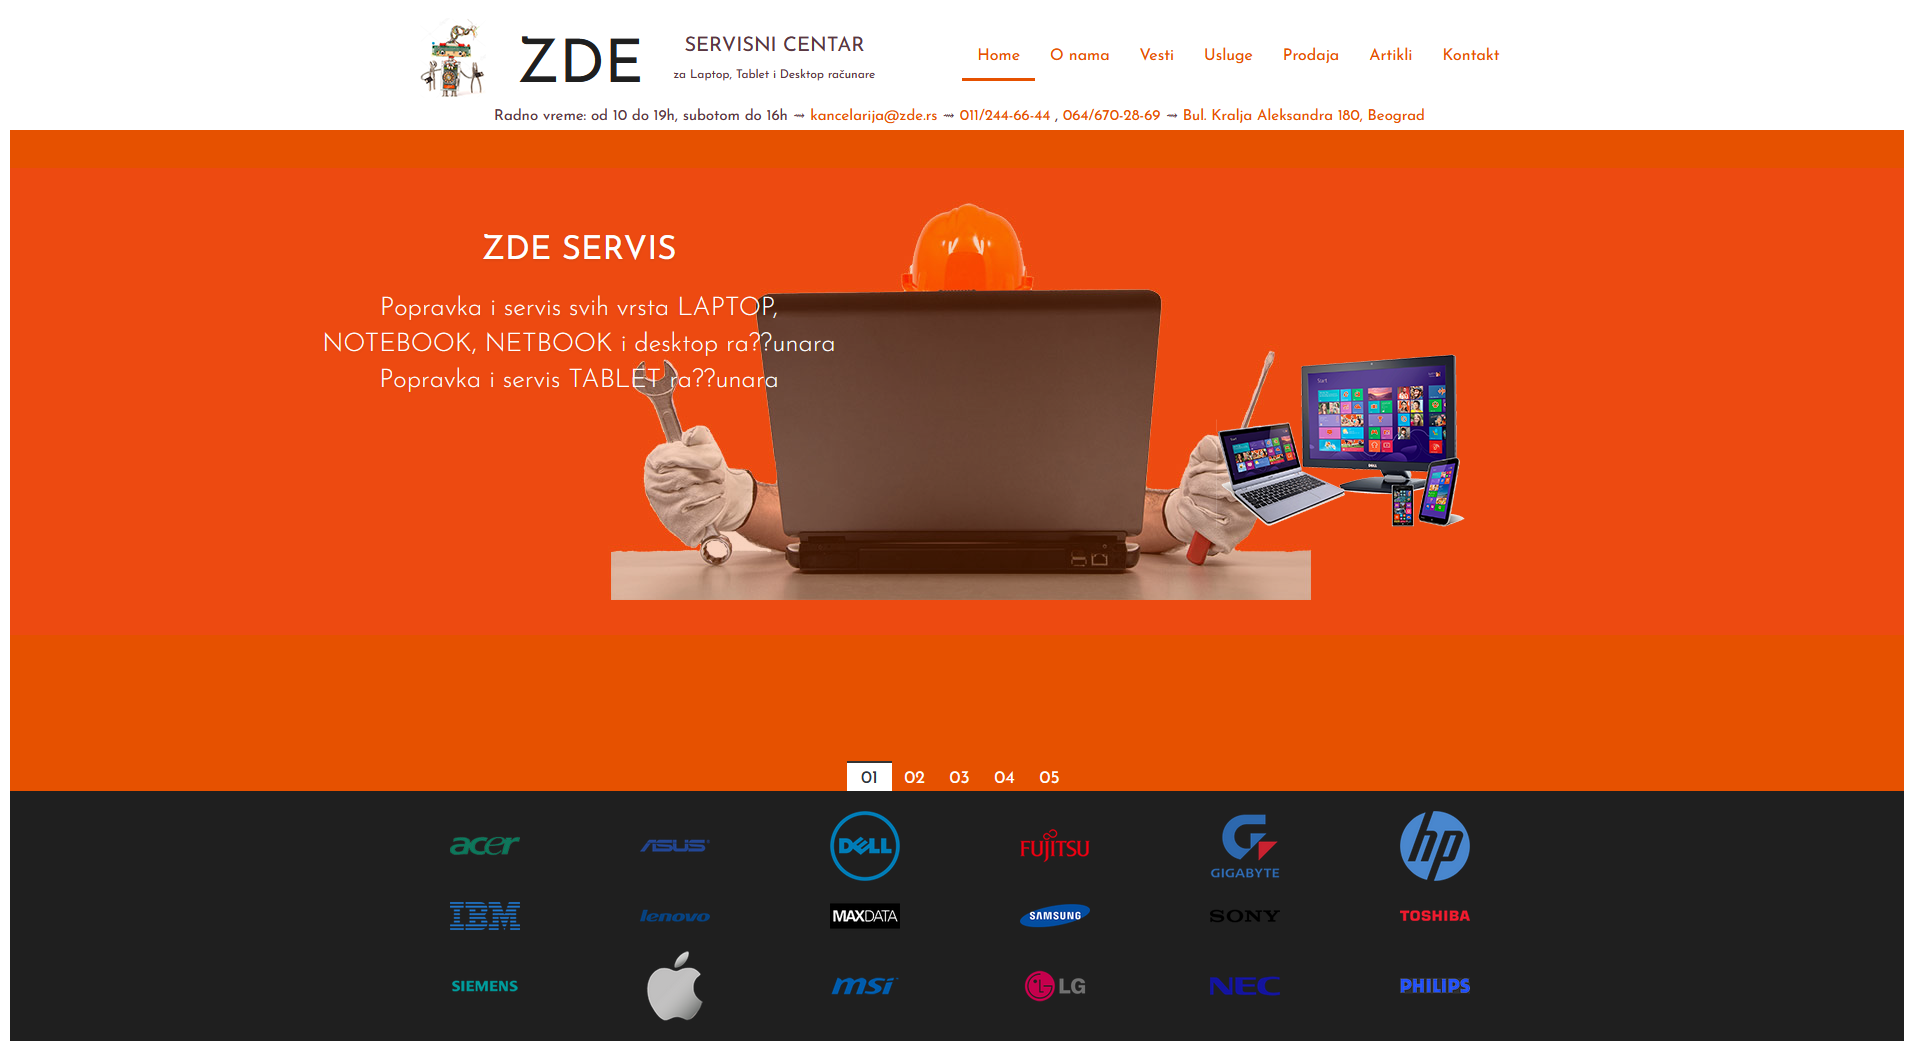 ZDE
SERVISNI CENTAR
za Laptop, Tablet i Desktop računare
Home O nama Vesti Usluge Prodaja Artikli Kontakt
Radno vreme: od 10 do 19h, subotom do 16h ⇝ kancelarija@zde.rs ⇝ 011/244-66-44 , 064/670-28-69 ⇝ Bul. Kralja Aleksandra 180, Beograd
ZDE SERVIS
Popravka i servis svih vrsta LAPTOP,
NOTEBOOK, NETBOOK i desktop ra??unara
Popravka i servis TABLET ra??unara
Start
DELL
01 02 03 04 05
acer ASUS DELL FUJITSU GIGABYTE hp
IBM lenovo MAXDATA SAMSUNG SONY TOSHIBA
SIEMENS msi LG NEC PHILIPS